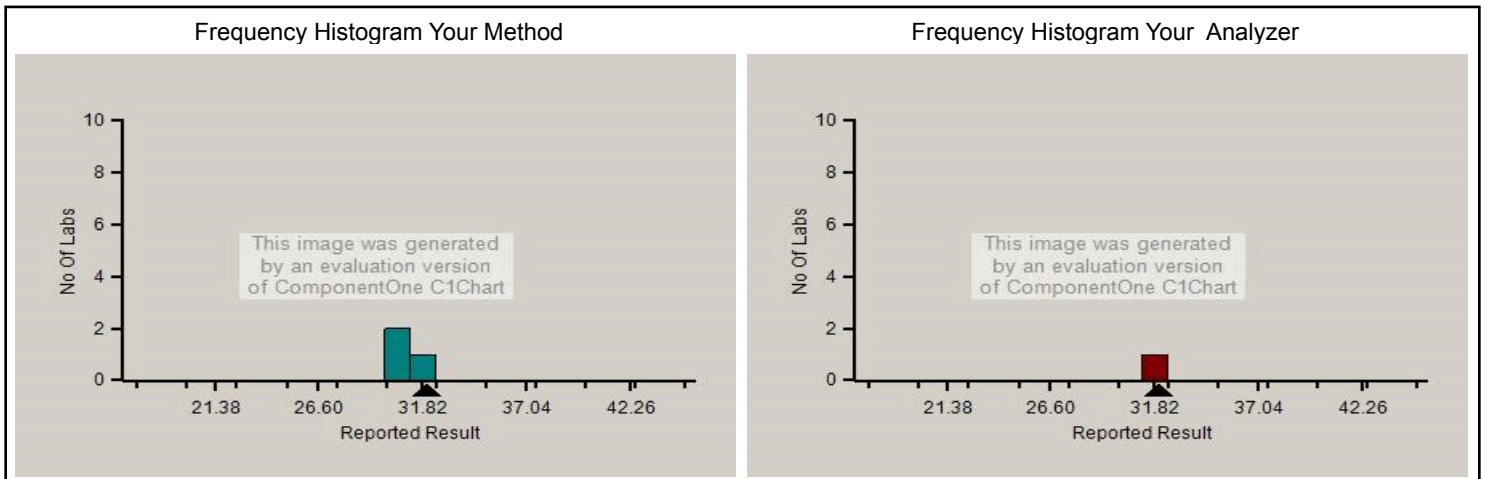 Frequency Histogram Your Method
10
8
6
4
2
0
No Of Labs
This image was generated
by an evaluation version
of ComponentOne C1Chart
21.38 26.60 31.82 37.04 42.26
Reported Result
Frequency Histogram Your Analyzer
10
8
6
4
2
0
No Of Labs
This image was generated
by an evaluation version
of ComponentOne C1Chart
21.38 26.60 31.82 37.04 42.26
Reported Result